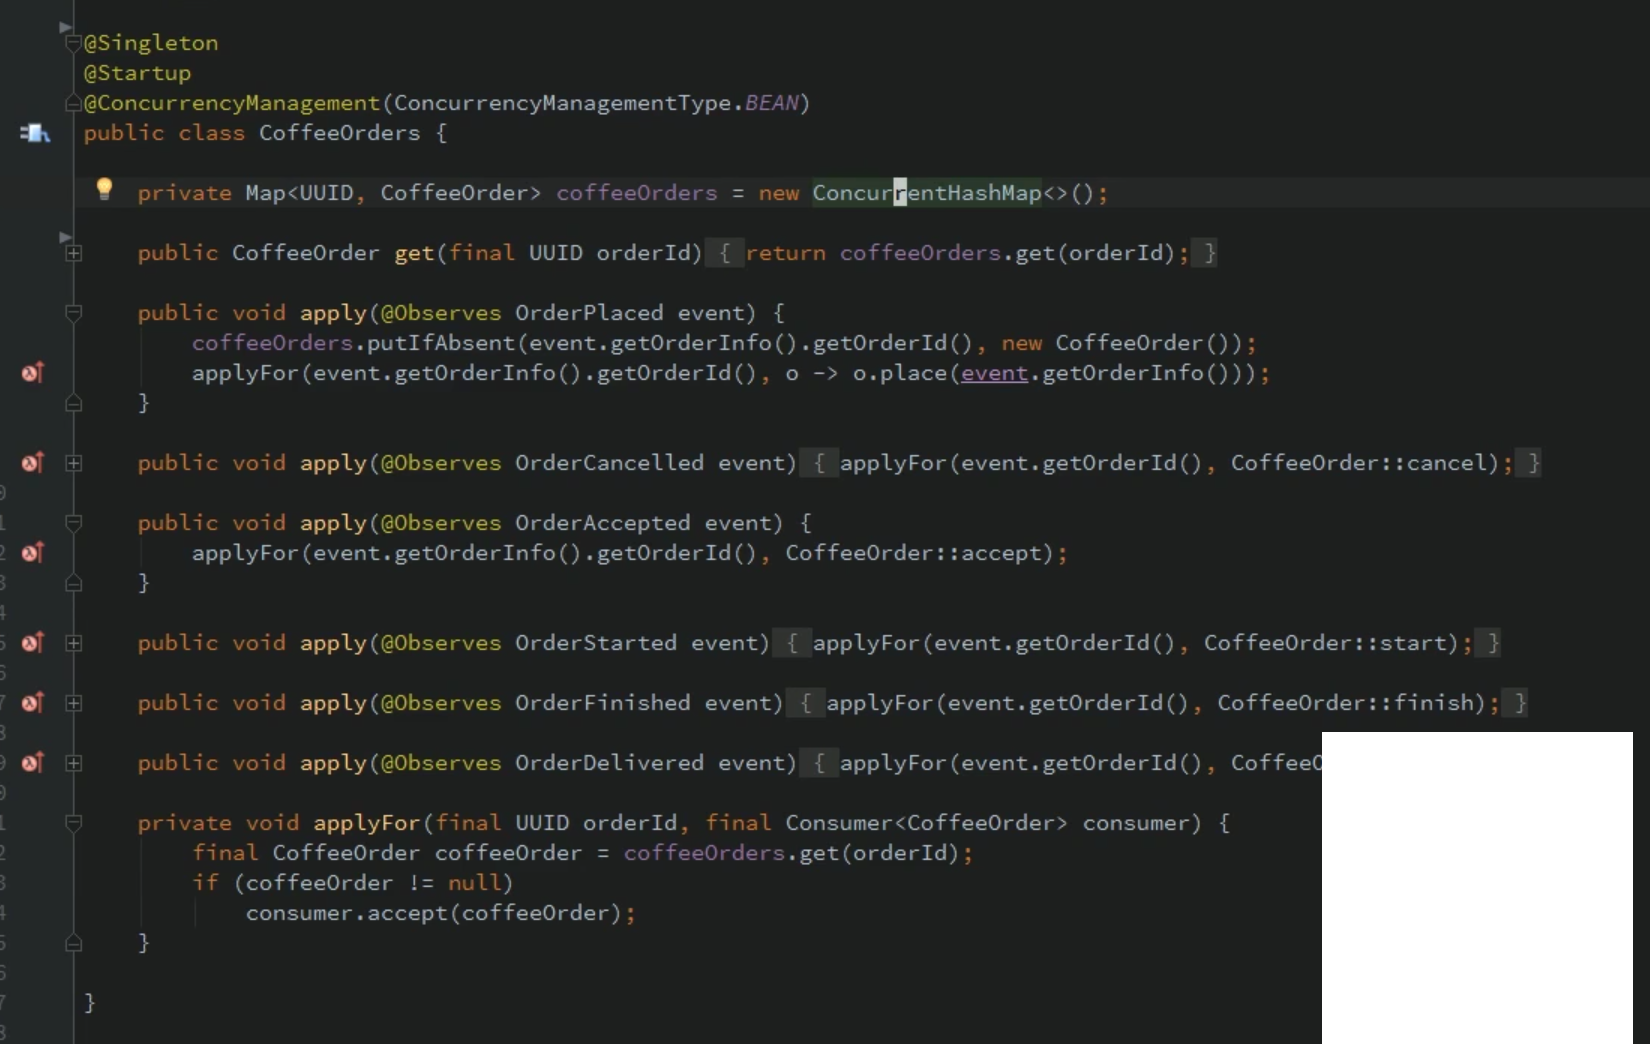 @Singleton
@Startup
@ConcurrencyManagement(ConcurrencyManagementType.BEAN)
public class CoffeeOrders {
private Map<UUID, CoffeeOrder> coffeeOrders = new ConcurrentHashMap<>();
public CoffeeOrder get(final UUID orderId) { return coffeeOrders.get(orderId); }
public void apply(@Observes OrderPlaced event) {
coffeeOrders.putIfAbsent(event.getOrderInfo().getOrderId(), new CoffeeOrder());
applyFor(event.getOrderInfo().getOrderId(), o -> o.place(event.getOrderInfo()));
}
public void apply(@Observes OrderCancelled event) { applyFor(event.getOrderId(), CoffeeOrder::cancel); }
public void apply(@Observes OrderAccepted event) {
applyFor(event.getOrderInfo().getOrderId(), CoffeeOrder::accept);
}
public void apply(@Observes OrderStarted event) { applyFor(event.getOrderId(), CoffeeOrder::start); }
public void apply(@Observes OrderFinished event) { applyFor(event.getOrderId(), CoffeeOrder::finish); }
public void apply(@Observes OrderDelivered event) { applyFor(event.getOrderId(), CoffeeO
private void applyFor(final UUID orderId, final Consumer<CoffeeOrder> consumer) {
final CoffeeOrder coffeeOrder = coffeeOrders.get(orderId);
if (coffeeOrder != null)
consumer.accept(coffeeOrder);
}
}